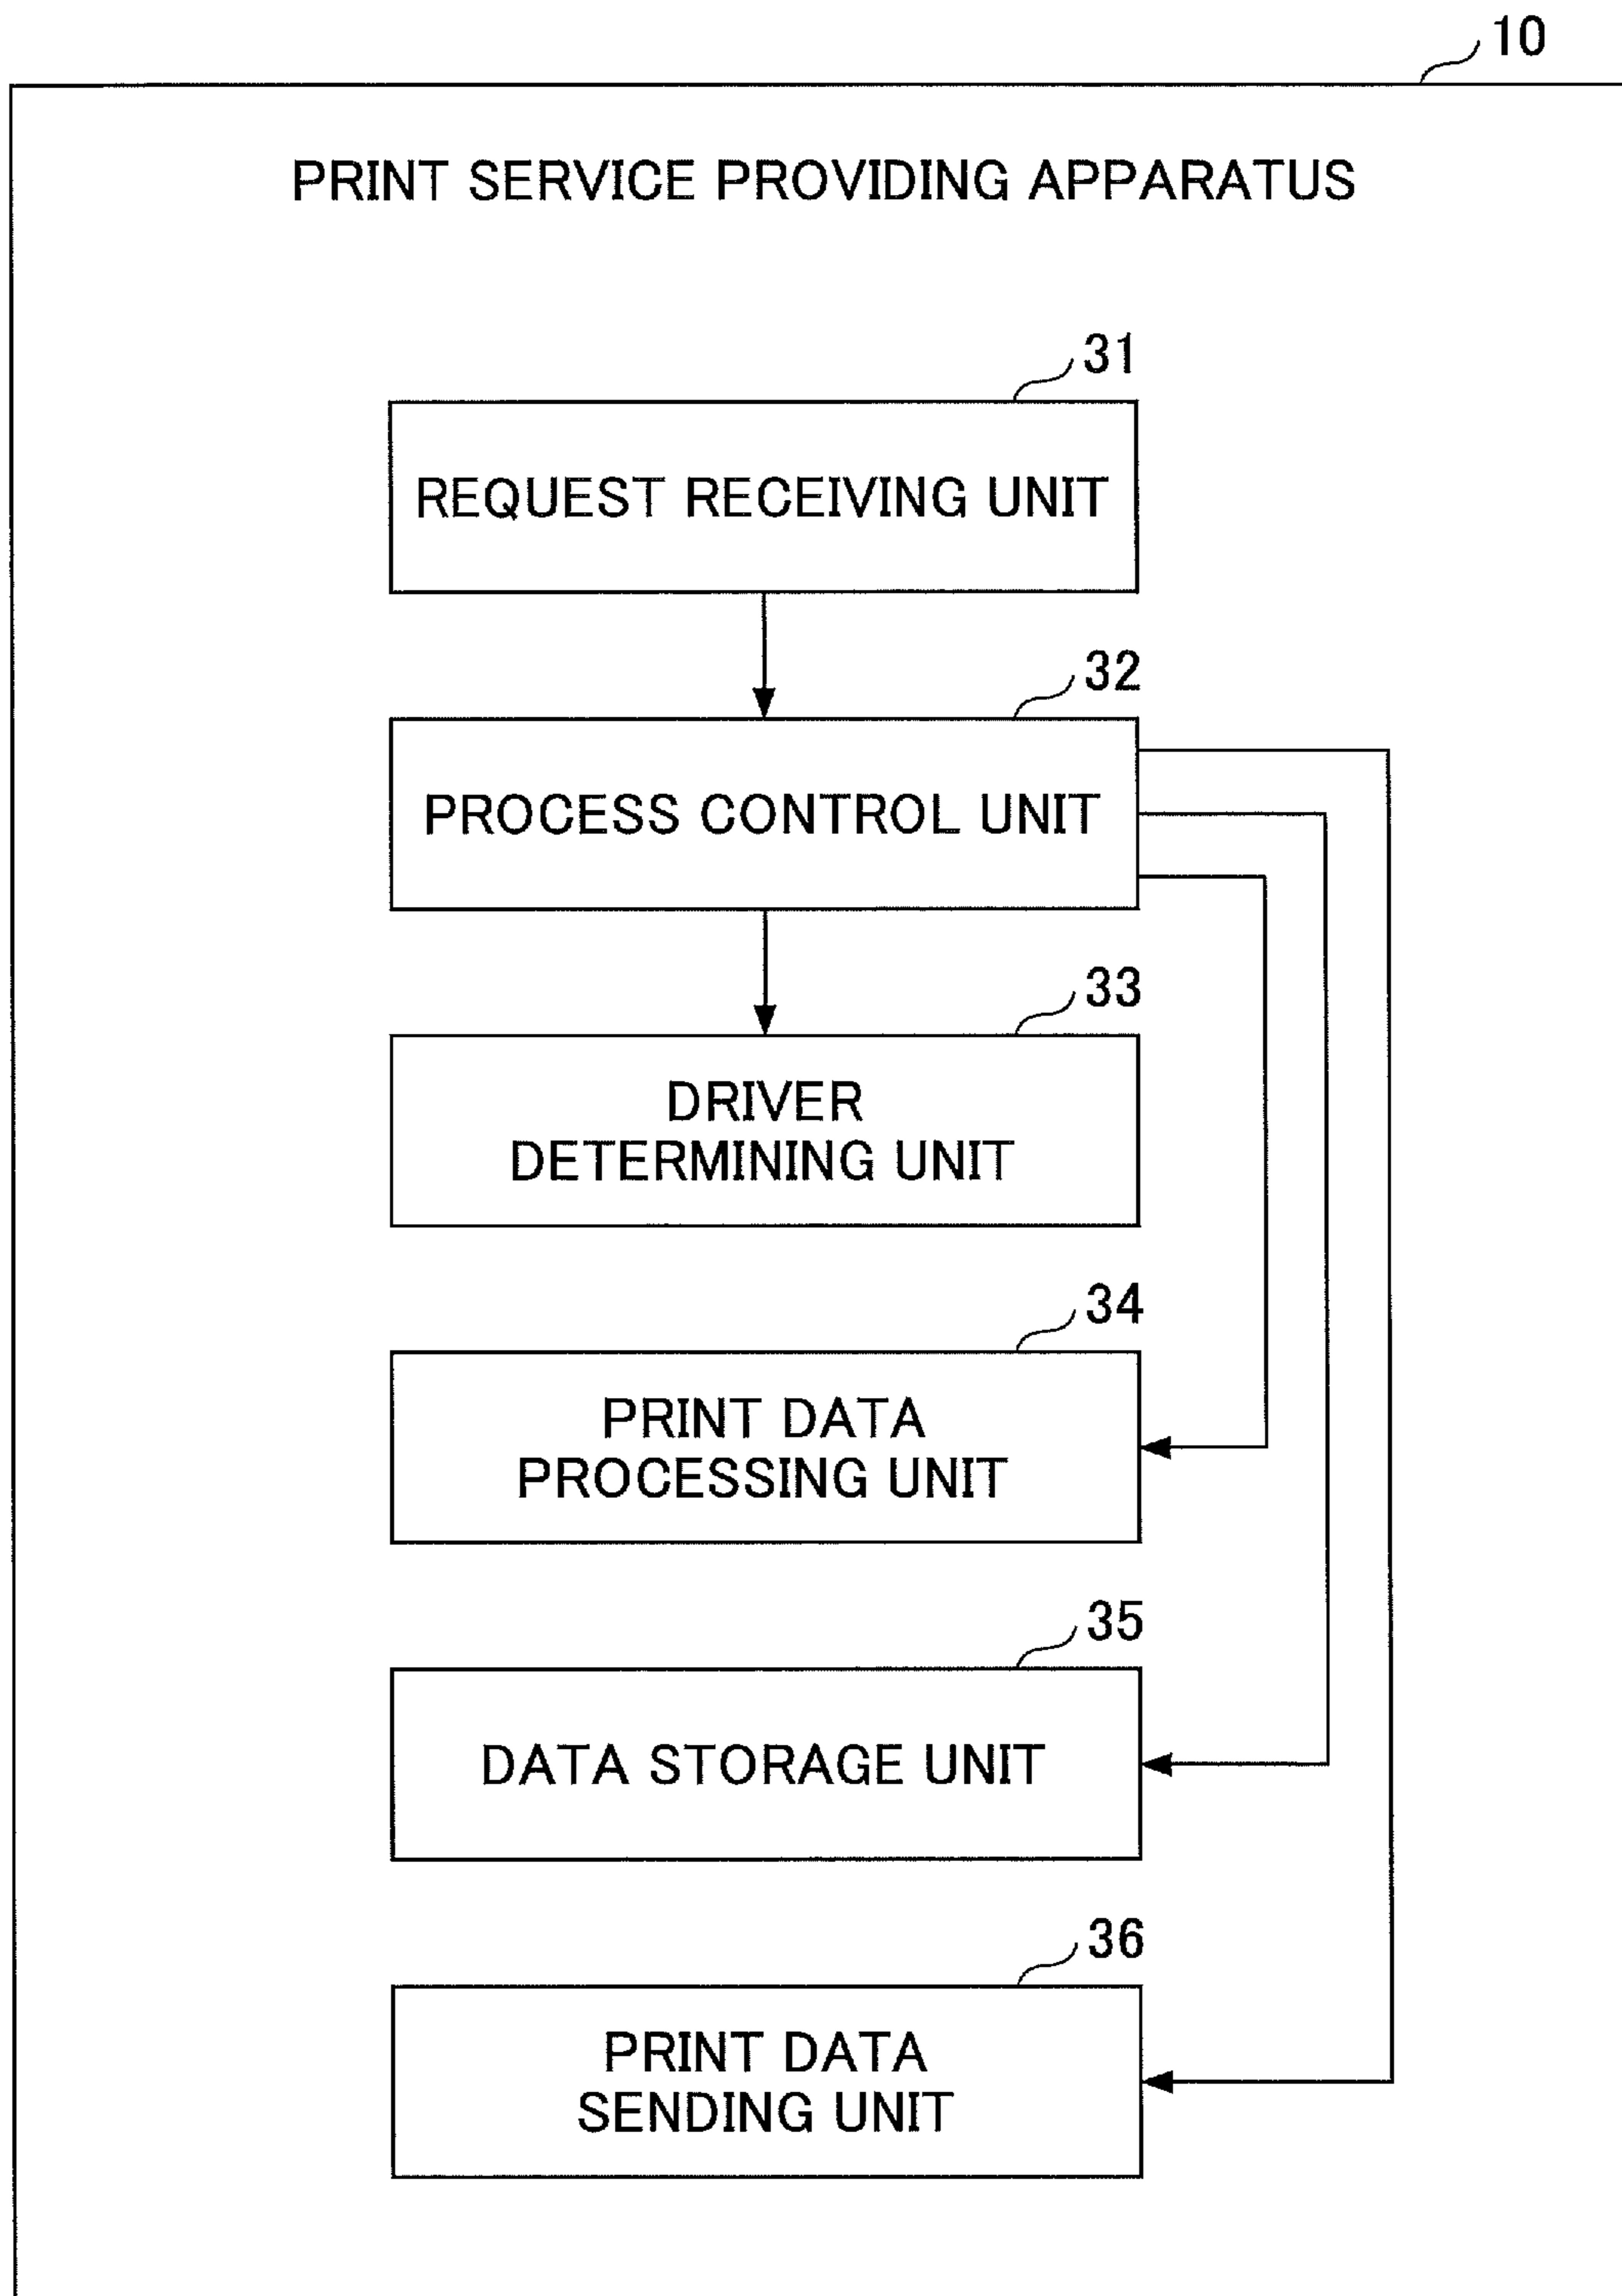 10
PRINT SERVICE PROVIDING APPARATUS
31
REQUEST RECEIVING UNIT
32
PROCESS CONTROL UNIT
33
DRIVER
DETERMINING UNIT
34
PRINT DATA
PROCESSING UNIT
35
DATA STORAGE UNIT
36
PRINT DATA
SENDING UNIT